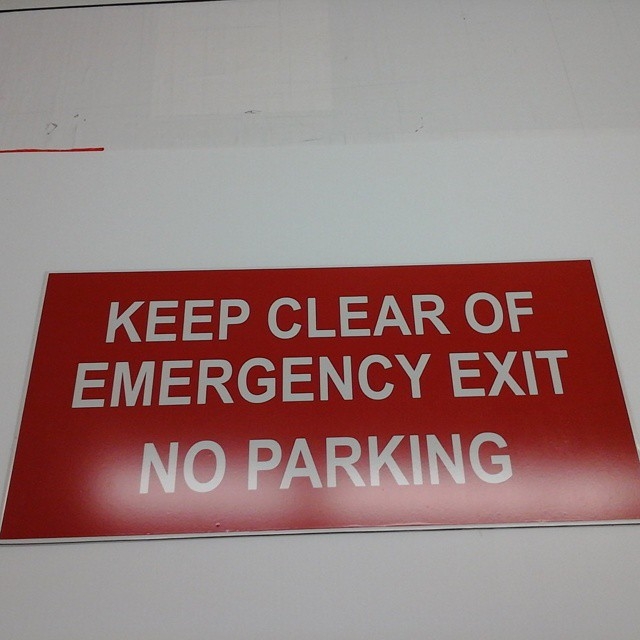 KEEP CLEAR OF
EMERGENCY EXIT
NO PARKING